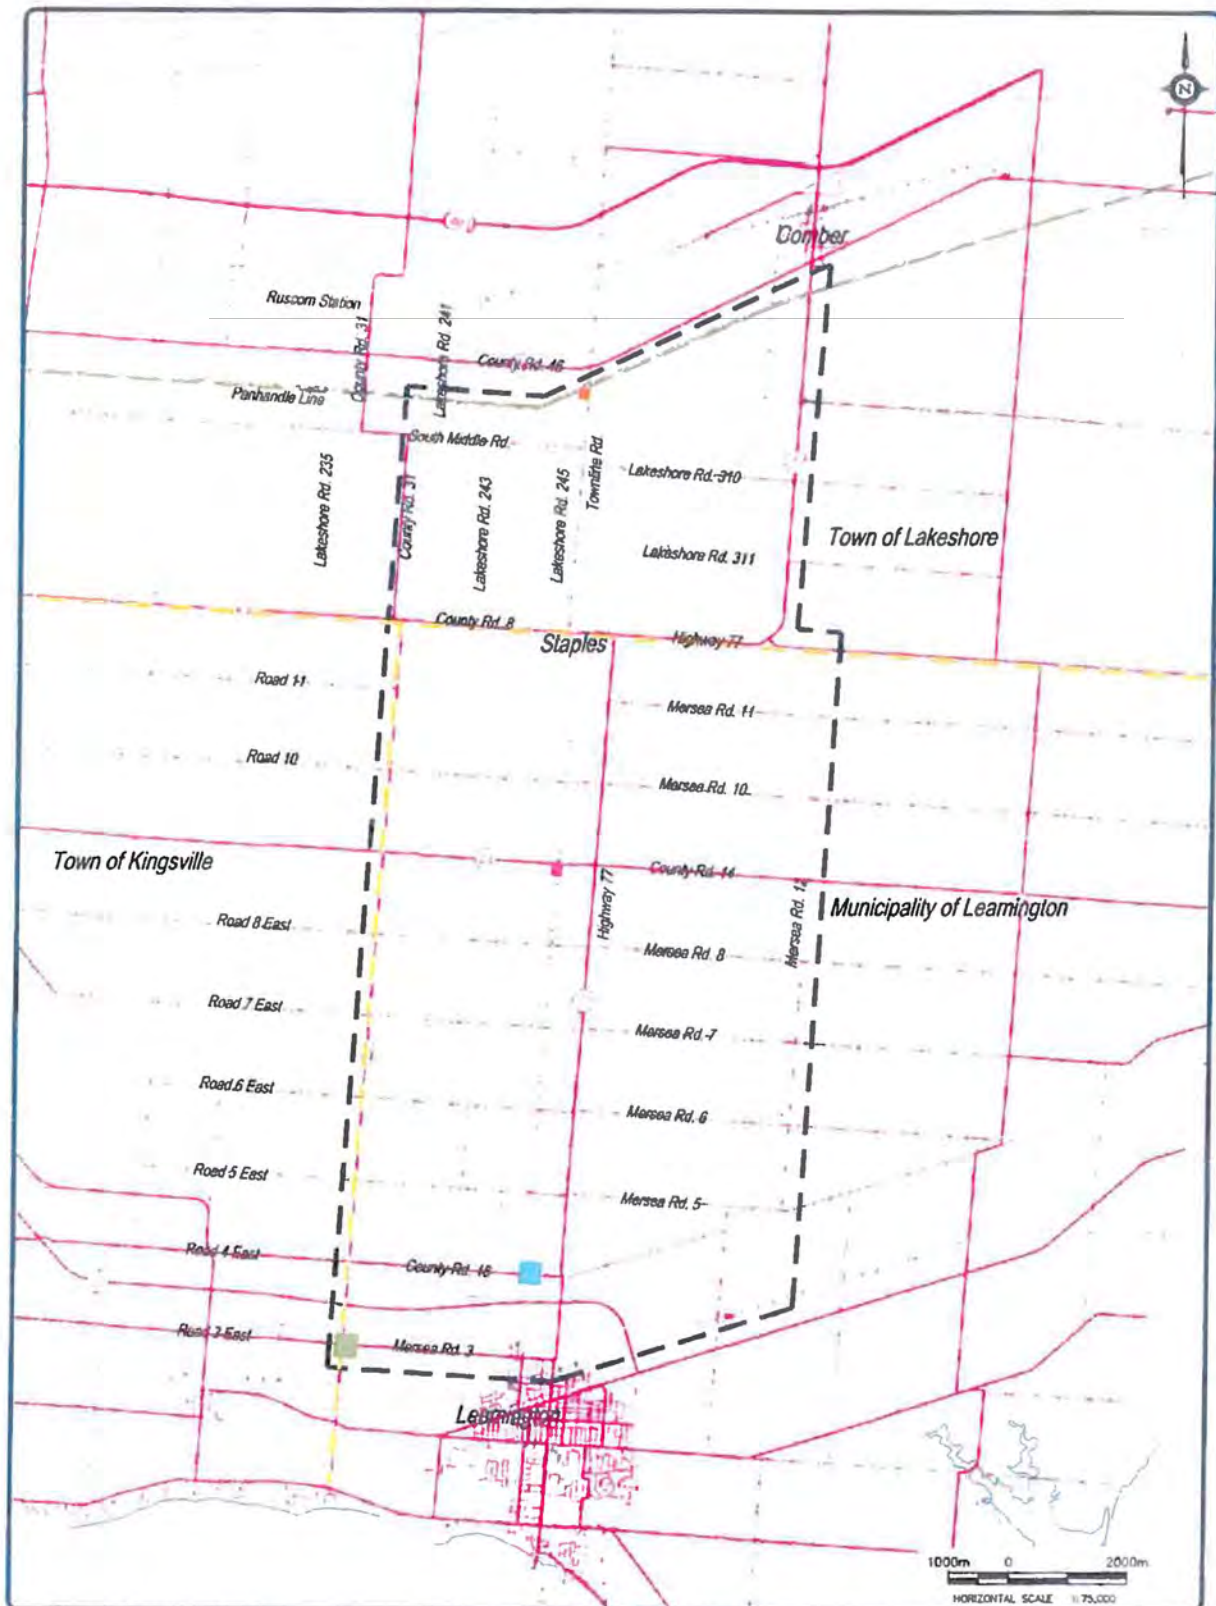 N
Comber
Ruscom Station
County Rd. 31
Lakeshore Rd. 241
County Rd. 46
Panhandle Line
South Middle Rd.
Lakeshore Rd. 235
County Rd. 31
Lakeshore Rd. 243
Lakeshore Rd. 245
Townline Rd.
Lakeshore Rd. 310
Town of Lakeshore
Lakeshore Rd. 311
County Rd. 8
Staples
Highway 77
Road 11
Mersea Rd. 11
Road 10
Mersea Rd. 10
Town of Kingsville
County Rd. 14
Highway 77
Mersea Rd. 12
Municipality of Leamington
Road 8 East
Mersea Rd. 8
Road 7 East
Mersea Rd. 7
Road 6 East
Mersea Rd. 6
Road 5 East
Mersea Rd. 5
Road 4 East
County Rd. 18
Road 3 East
Mersea Rd. 3
Leamington
1000m 0 2000m
HORIZONTAL SCALE 1:75,000